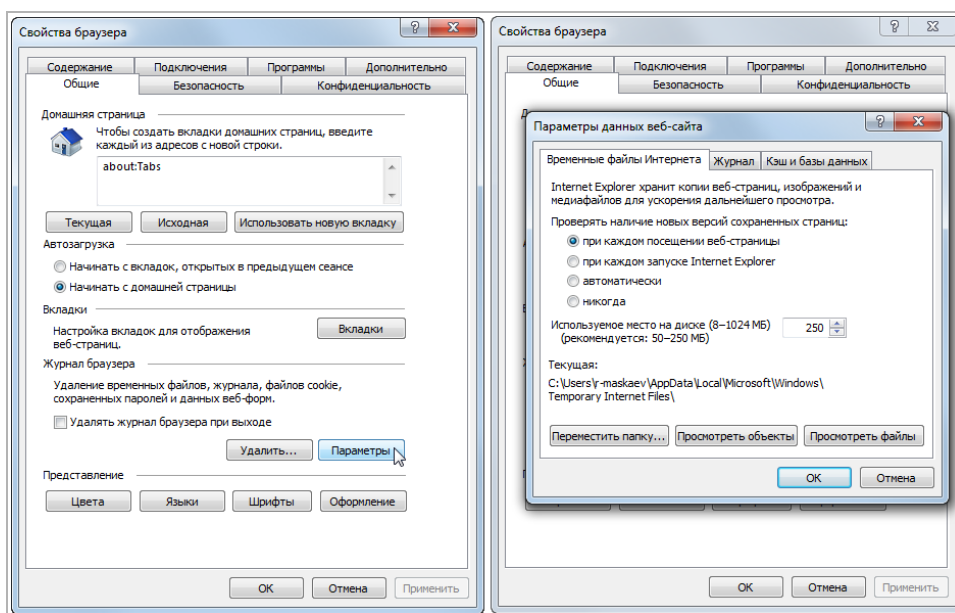 Свойства браузера
Содержание Подключения Программы Дополнительно
Общие Безопасность Конфиденциальность
Домашняя страница
Чтобы создать вкладки домашних страниц, введите
каждый из адресов с новой строки.
about:Tabs
Текущая Исходная Использовать новую вкладку
Автозагрузка
Начинать с вкладок, открытых в предыдущем сеансе
Начинать с домашней страницы
Вкладки
Настройка вкладок для отображения
веб-страниц.
Вкладки
Журнал браузера
Удаление временных файлов, журнала, файлов cookie,
сохраненных паролей и данных веб-форм.
Удалять журнал браузера при выходе
Удалить... Параметры
Представление
Цвета Языки Шрифты Оформление
OK Отмена Применить
Свойства браузера
Содержание Подключения Программы Дополнительно
Общие Безопасность Конфиденциальность
Параметры данных веб-сайта
Временные файлы Интернета Журнал Кэш и базы данных
Internet Explorer хранит копии веб-страниц, изображений и
медиафайлов для ускорения дальнейшего просмотра.
Проверять наличие новых версий сохраненных страниц:
при каждом посещении веб-страницы
при каждом запуске Internet Explorer
автоматически
никогда
Используемое место на диске (8–1024 МБ)
(рекомендуется: 50–250 МБ)
250
Текущая:
C:\Users\r-maskaev\AppData\Local\Microsoft\Windows\
Temporary Internet Files\
Переместить папку... Просмотреть объекты Просмотреть файлы
OK Отмена
OK Отмена Применить